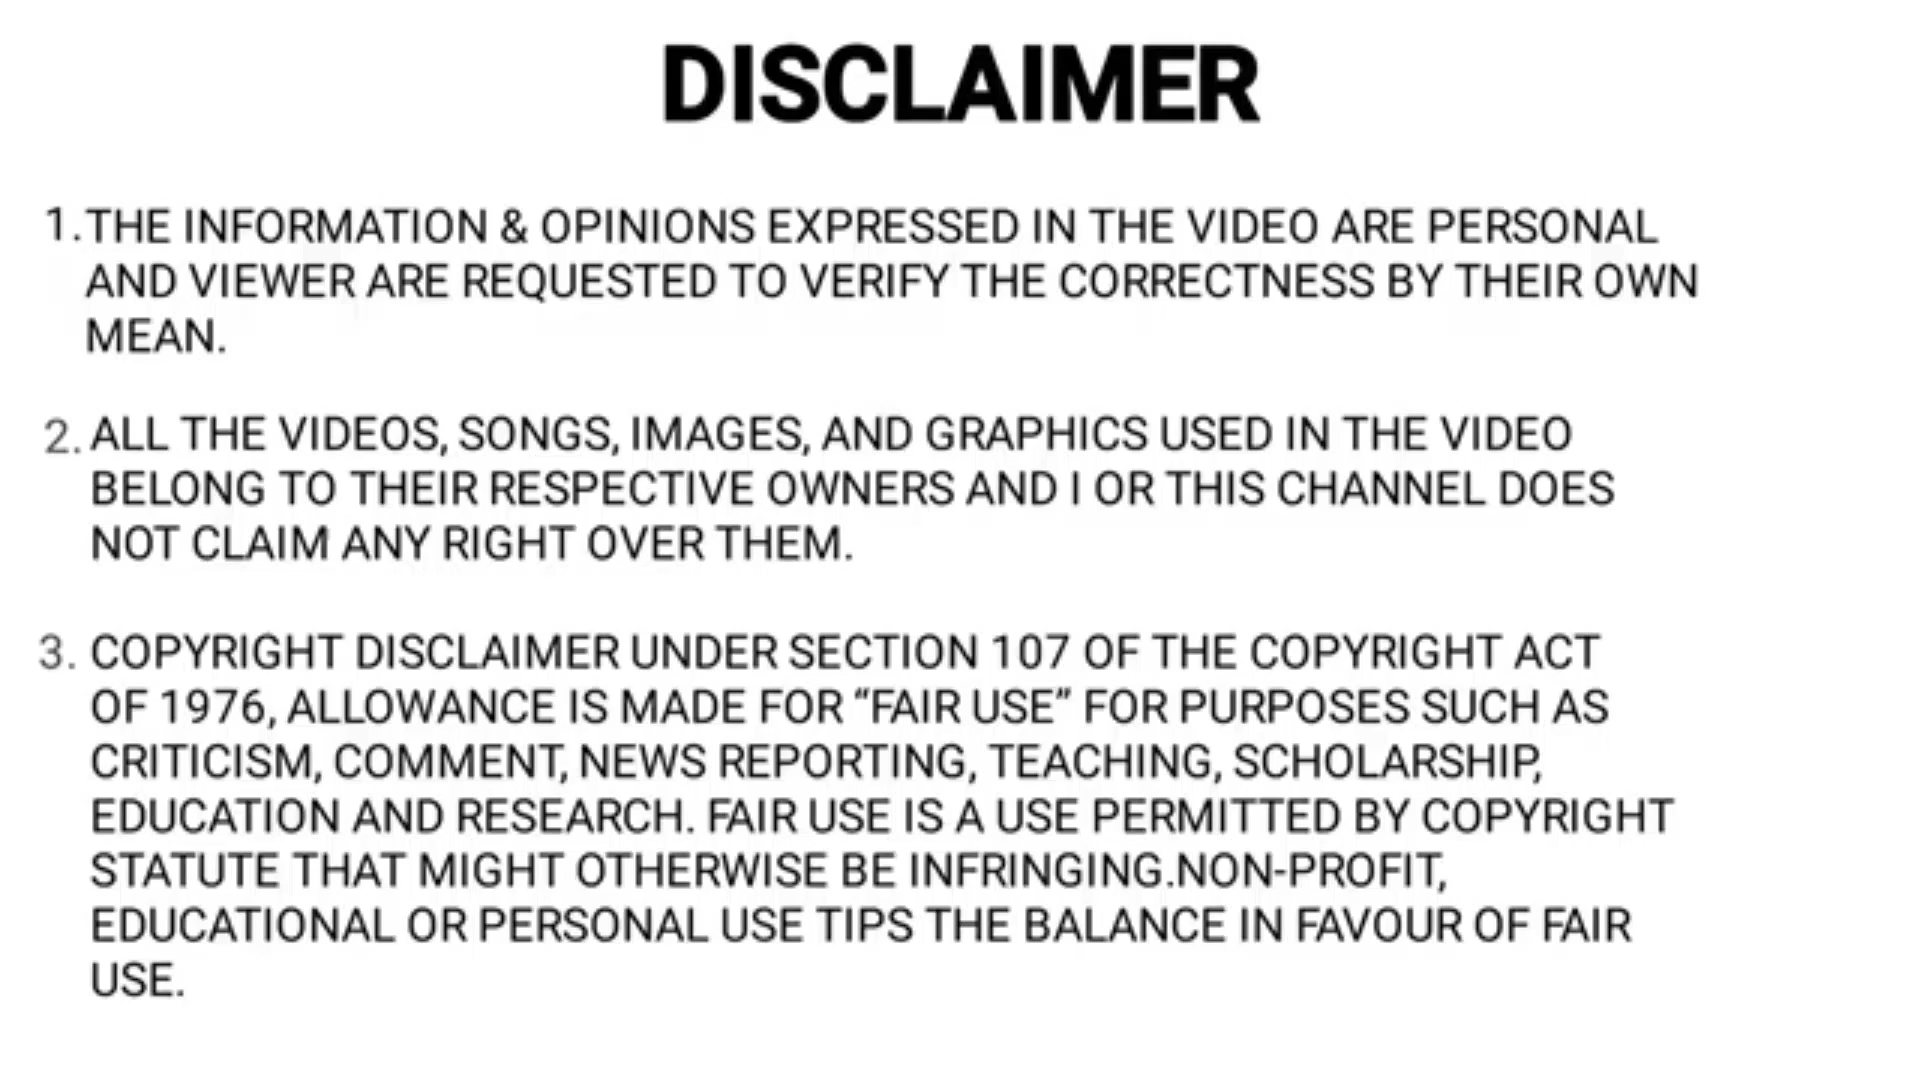 DISCLAIMER
1.THE INFORMATION & OPINIONS EXPRESSED IN THE VIDEO ARE PERSONAL
AND VIEWER ARE REQUESTED TO VERIFY THE CORRECTNESS BY THEIR OWN
MEAN.
2. ALL THE VIDEOS, SONGS, IMAGES, AND GRAPHICS USED IN THE VIDEO
BELONG TO THEIR RESPECTIVE OWNERS AND I OR THIS CHANNEL DOES
NOT CLAIM ANY RIGHT OVER THEM.
3. COPYRIGHT DISCLAIMER UNDER SECTION 107 OF THE COPYRIGHT ACT
OF 1976, ALLOWANCE IS MADE FOR “FAIR USE” FOR PURPOSES SUCH AS
CRITICISM, COMMENT, NEWS REPORTING, TEACHING, SCHOLARSHIP,
EDUCATION AND RESEARCH. FAIR USE IS A USE PERMITTED BY COPYRIGHT
STATUTE THAT MIGHT OTHERWISE BE INFRINGING.NON-PROFIT,
EDUCATIONAL OR PERSONAL USE TIPS THE BALANCE IN FAVOUR OF FAIR
USE.